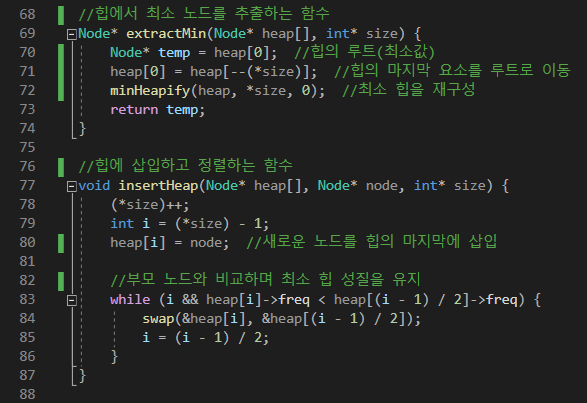 68 //힙에서 최소 노드를 추출하는 함수
69 Node* extractMin(Node* heap[], int* size) {
70     Node* temp = heap[0];  //힙의 루트(최소값)
71     heap[0] = heap[--(*size)];  //힙의 마지막 요소를 루트로 이동
72     minHeapify(heap, *size, 0);  //최소 힙을 재구성
73     return temp;
74 }
75
76 //힙에 삽입하고 정렬하는 함수
77 void insertHeap(Node* heap[], Node* node, int* size) {
78     (*size)++;
79     int i = (*size) - 1;
80     heap[i] = node;  //새로운 노드를 힙의 마지막에 삽입
81
82     //부모 노드와 비교하며 최소 힙 성질을 유지
83     while (i && heap[i]->freq < heap[(i - 1) / 2]->freq) {
84         swap(&heap[i], &heap[(i - 1) / 2]);
85         i = (i - 1) / 2;
86     }
87 }
88